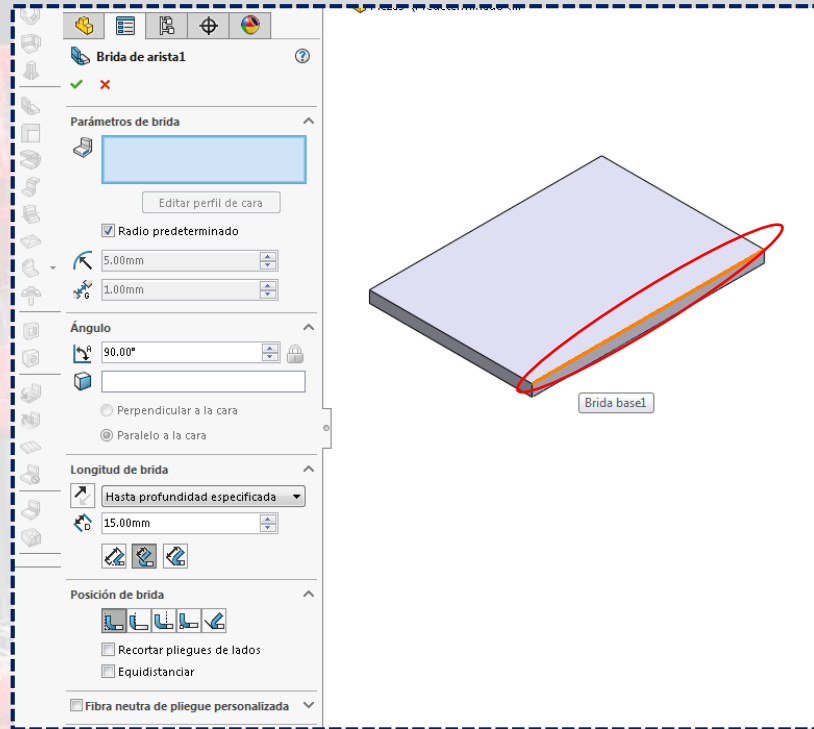 Brida de arista1
Parámetros de brida
Editar perfil de cara
Radio predeterminado
5.00mm
1.00mm
Ángulo
90.00°
Perpendicular a la cara
Paralelo a la cara
Longitud de brida
Hasta profundidad especificada
15.00mm
Posición de brida
Recortar pliegues de lados
Equidistanciar
Fibra neutra de pliegue personalizada
Brida base1